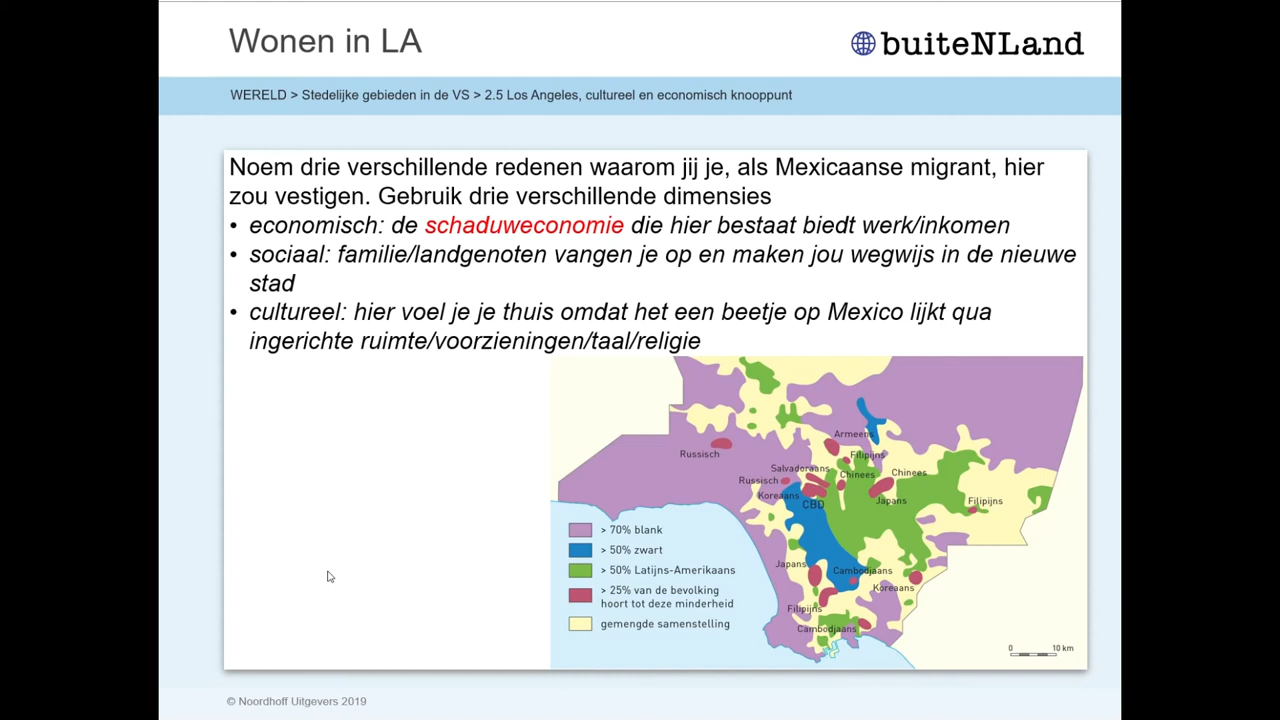 Wonen in LA
buiteNLand
WERELD > Stedelijke gebieden in de VS > 2.5 Los Angeles, cultureel en economisch knooppunt
Noem drie verschillende redenen waarom jij je, als Mexicaanse migrant, hier
zou vestigen. Gebruik drie verschillende dimensies
• economisch: de schaduweconomie die hier bestaat biedt werk/inkomen
• sociaal: familie/landgenoten vangen je op en maken jou wegwijs in de nieuwe
stad
• cultureel: hier voel je je thuis omdat het een beetje op Mexico lijkt qua
ingerichte ruimte/voorzieningen/taal/religie
Armeens
Russisch
Filipijns
Salvadoraans
Chinees
Chinees
Russisch
Koreaans
Japans
Filipijns
CBD
> 70% blank
> 50% zwart
> 50% Latijns-Amerikaans
> 25% van de bevolking
hoort tot deze minderheid
gemengde samenstelling
Japans
Cambodjaans
Koreaans
Filipijns
Cambodjaans
0 10 km
© Noordhoff Uitgevers 2019